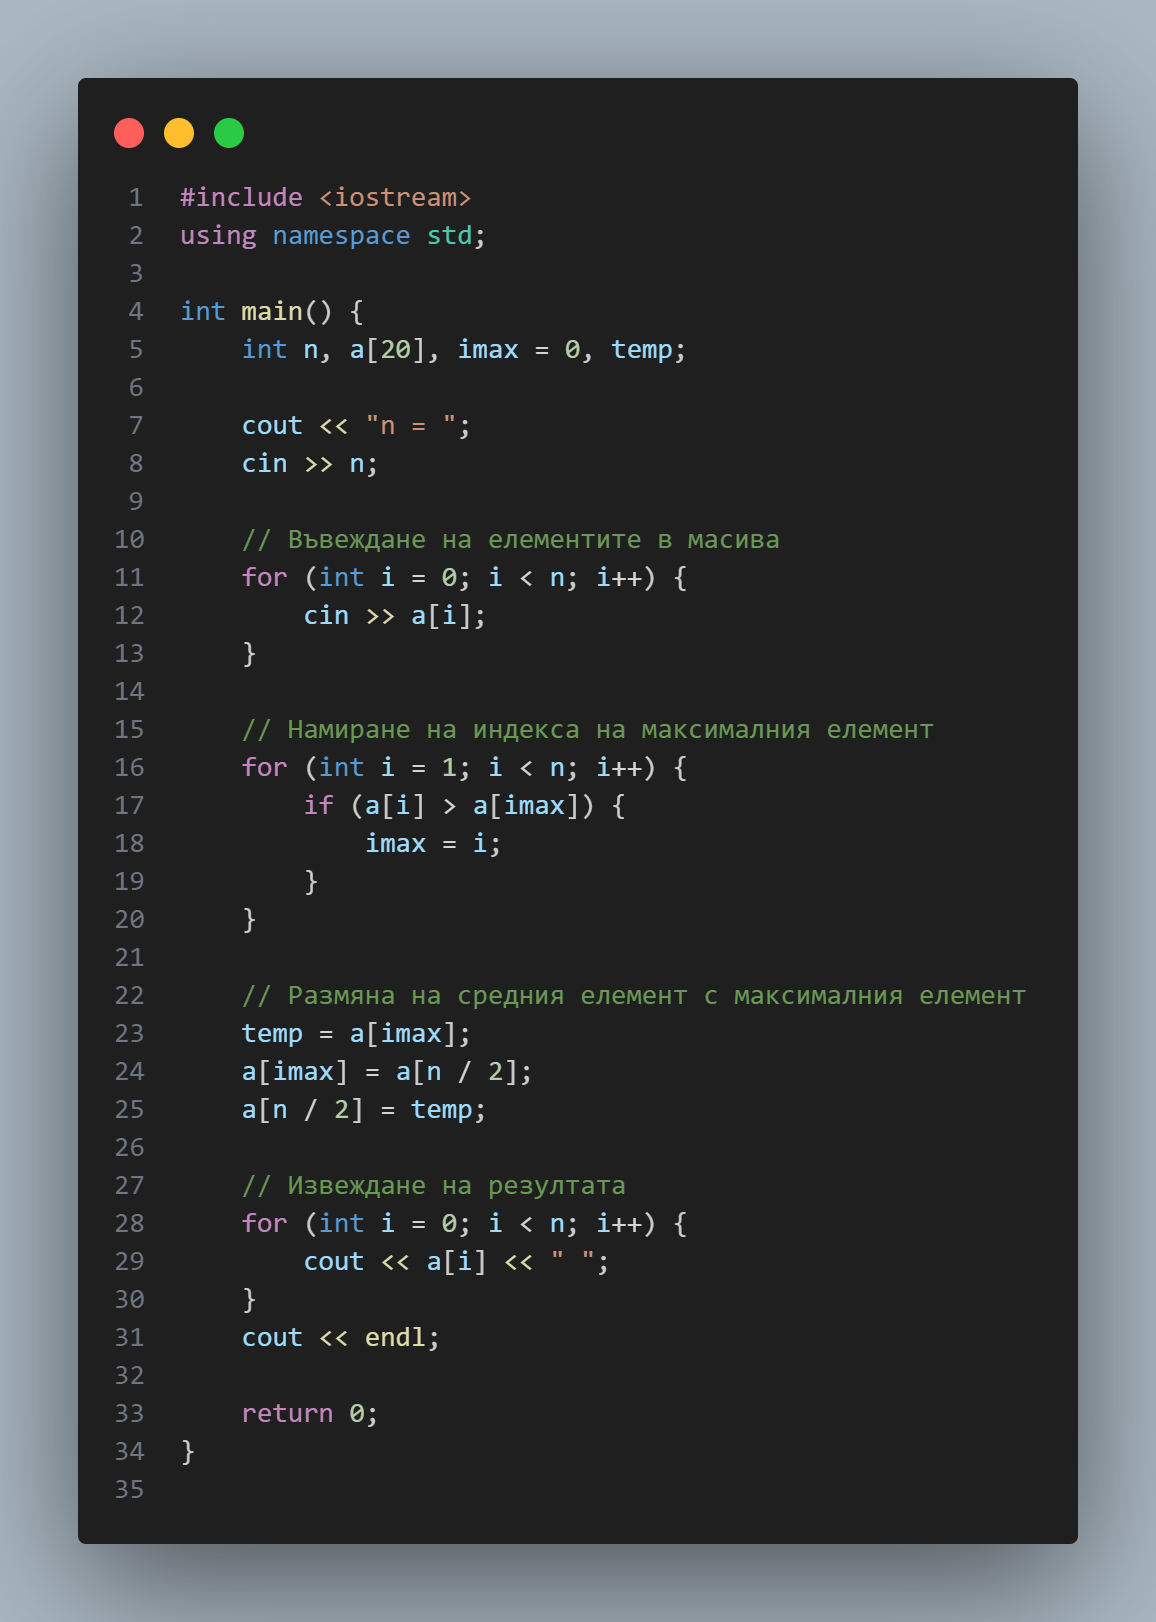 1 #include <iostream>
2 using namespace std;
3
4 int main() {
5     int n, a[20], imax = 0, temp;
6
7     cout << "n = ";
8     cin >> n;
9
10     // Въвеждане на елементите в масива
11     for (int i = 0; i < n; i++) {
12         cin >> a[i];
13     }
14
15     // Намиране на индекса на максималния елемент
16     for (int i = 1; i < n; i++) {
17         if (a[i] > a[imax]) {
18             imax = i;
19         }
20     }
21
22     // Размяна на средния елемент с максималния елемент
23     temp = a[imax];
24     a[imax] = a[n / 2];
25     a[n / 2] = temp;
26
27     // Извеждане на резултата
28     for (int i = 0; i < n; i++) {
29         cout << a[i] << " ";
30     }
31     cout << endl;
32
33     return 0;
34 }
35